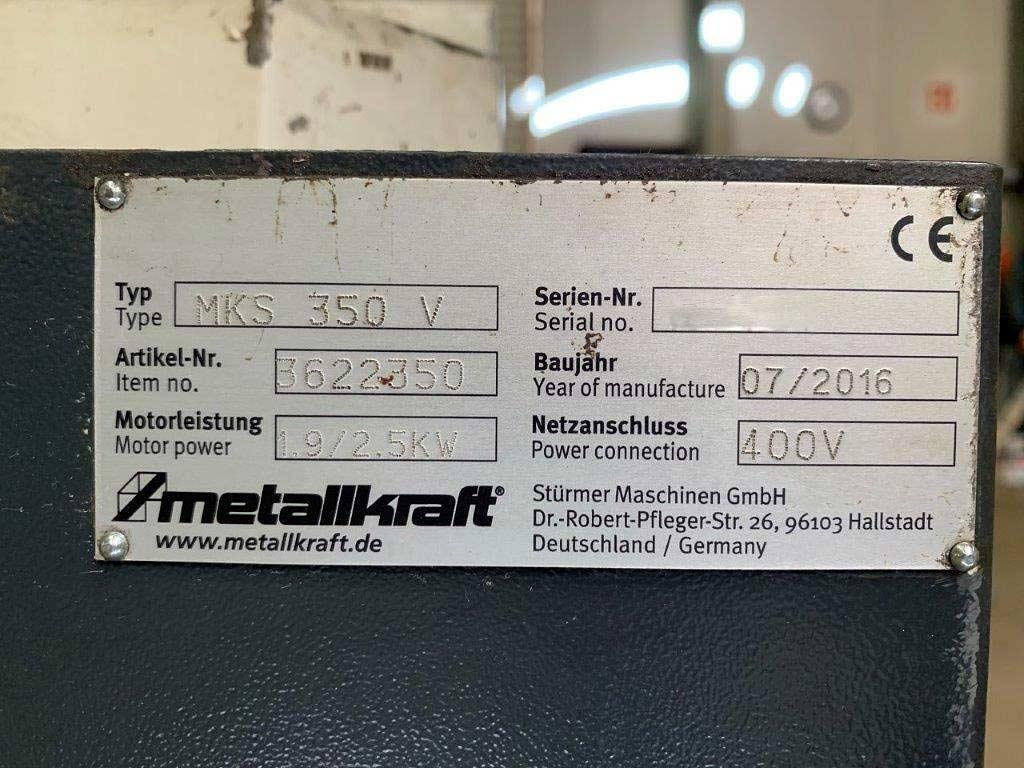 CE
Typ
Type
MKS 350 V
Serien-Nr.
Serial no.
Artikel-Nr.
Item no.
3622350
Baujahr
Year of manufacture
07/2016
Motorleistung
Motor power
1.9/2.5KW
Netzanschluss
Power connection
400V
metallkraft®
www.metallkraft.de
Stürmer Maschinen GmbH
Dr.-Robert-Pfleger-Str. 26, 96103 Hallstadt
Deutschland / Germany